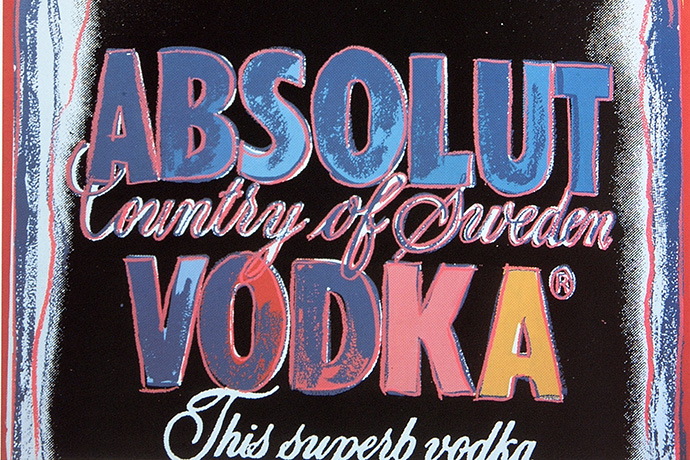 ABSOLUT
Country of Sweden
VODKA®
This superb vodka